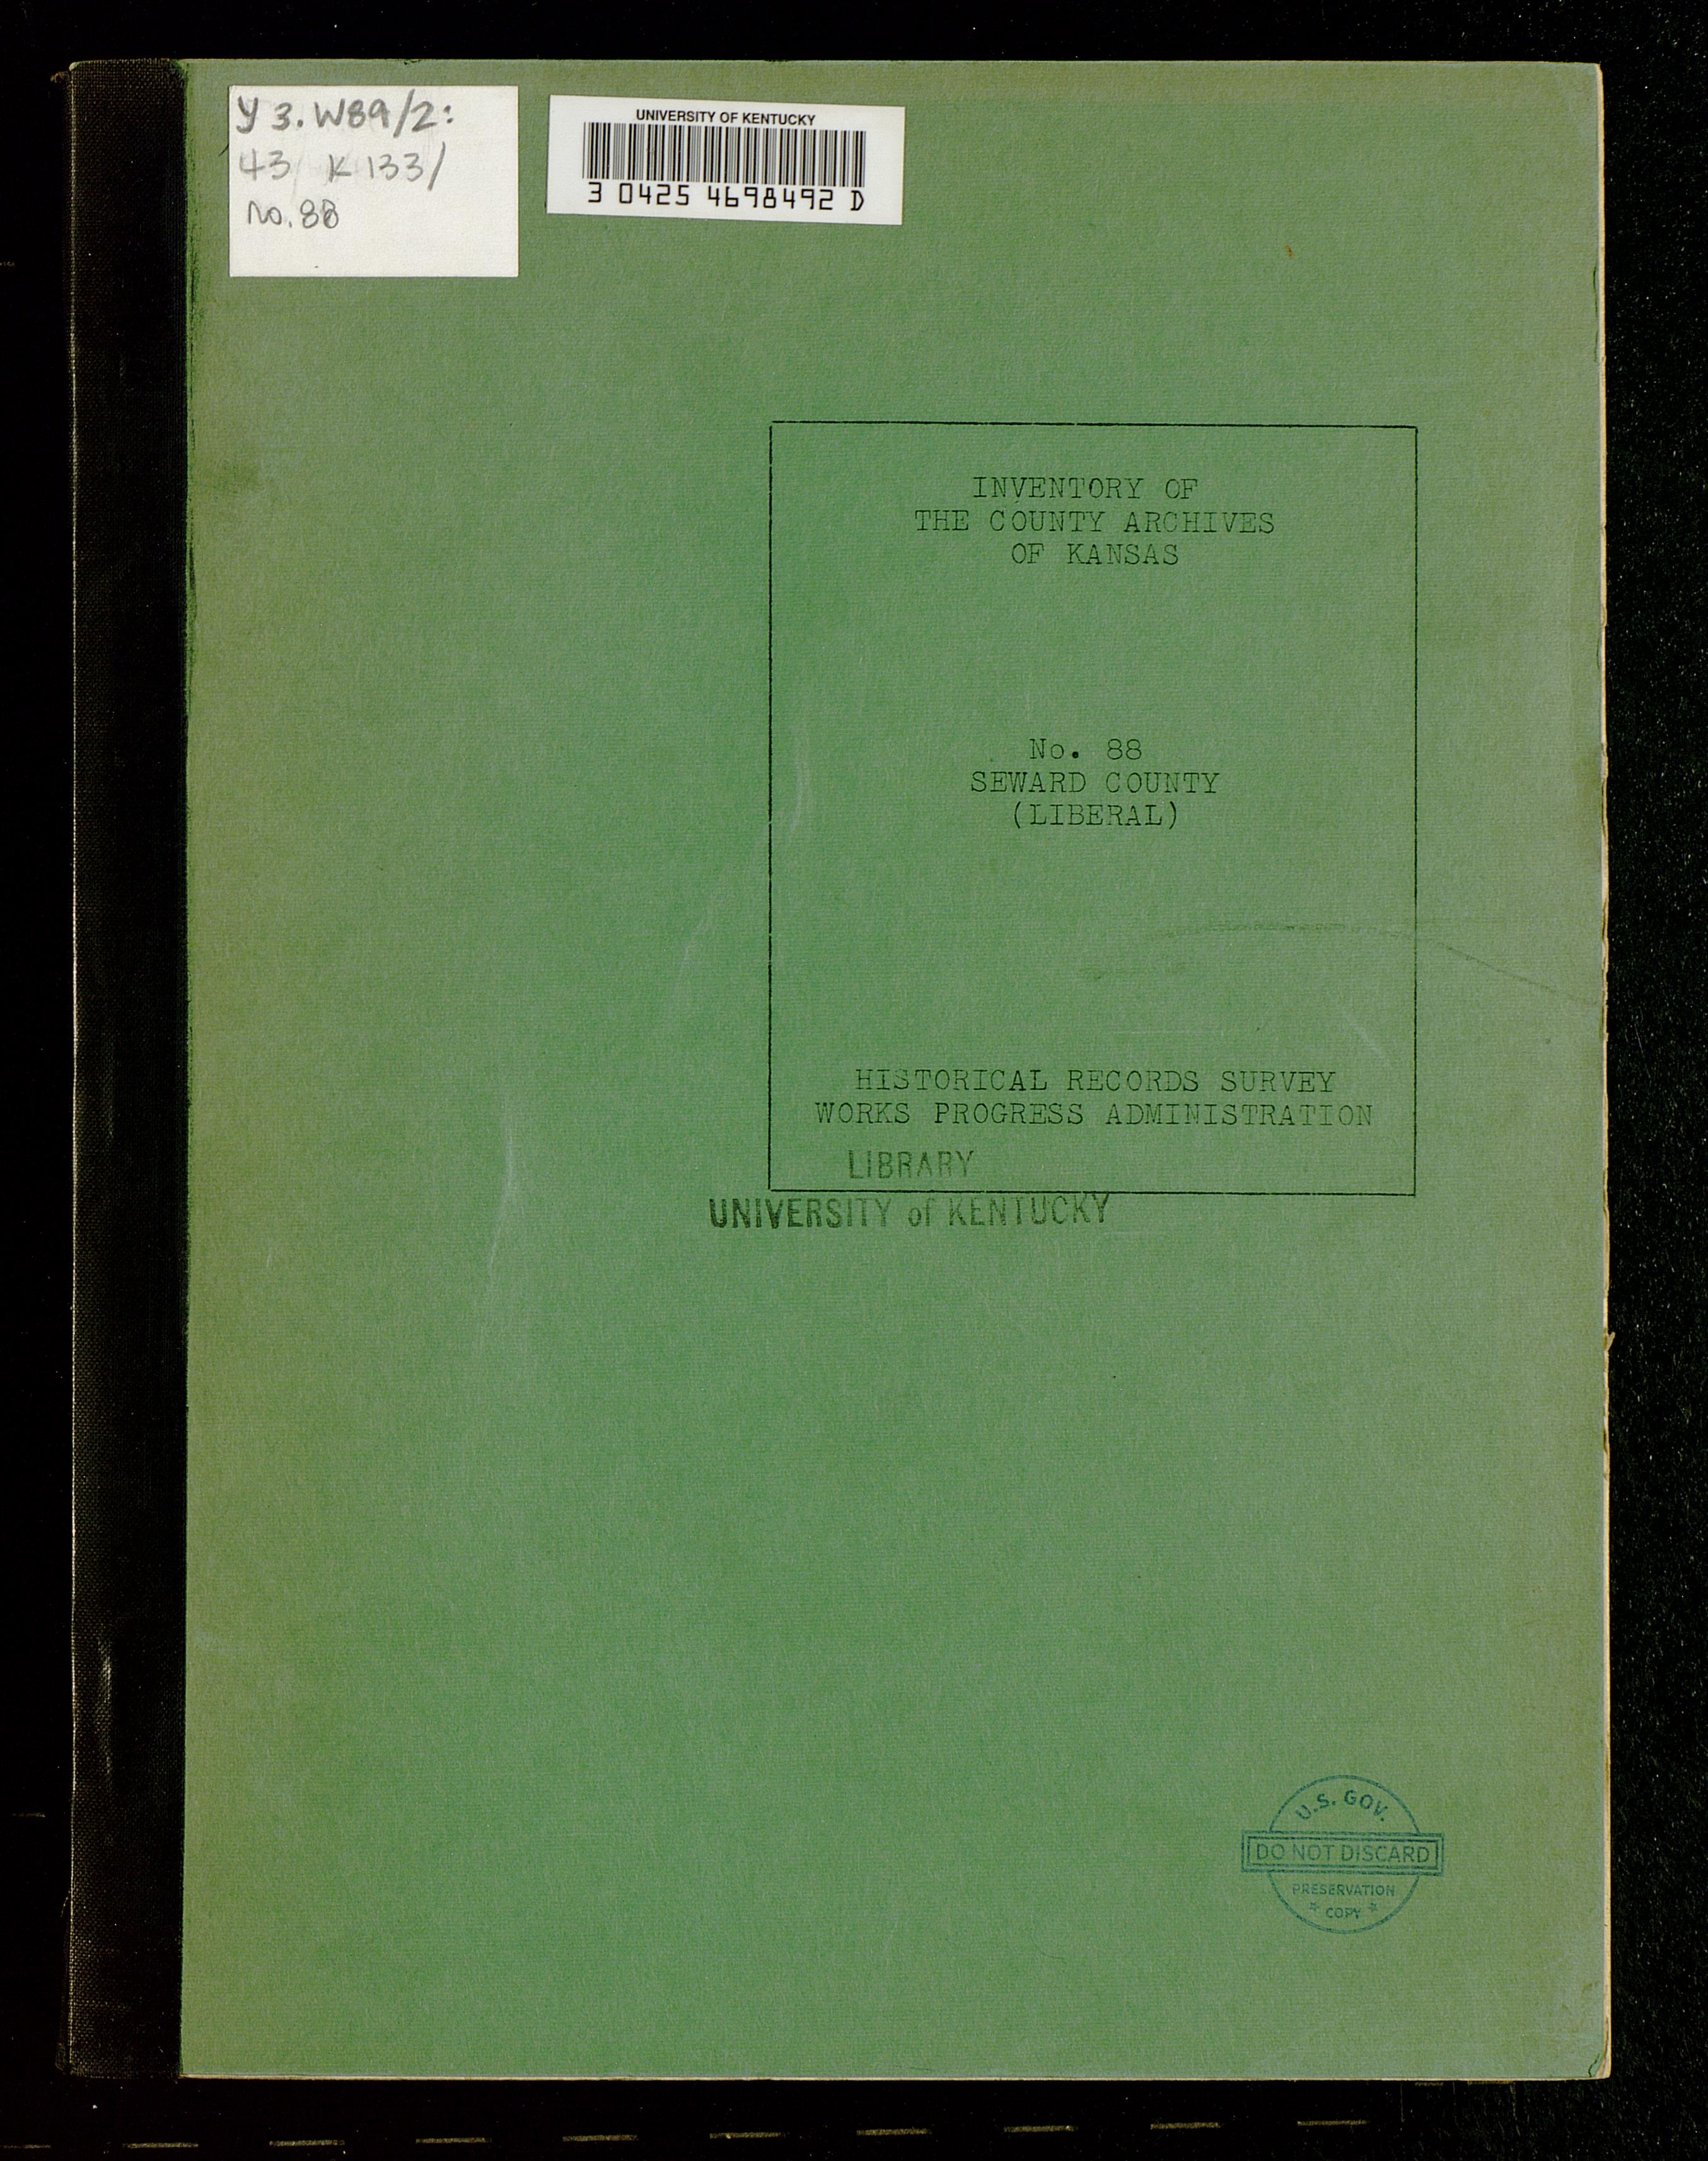 y 3. W89/2:
43 K 133/
no. 88
UNIVERSITY OF KENTUCKY
3 0425 4698492 D
INVENTORY OF
THE COUNTY ARCHIVES
OF KANSAS
No. 88
SEWARD COUNTY
(LIBERAL)
HISTORICAL RECORDS SURVEY
WORKS PROGRESS ADMINISTRATION
LIBRARY
UNIVERSITY of KENTUCKY
U.S. GOV.
DO NOT DISCARD
PRESERVATION
* COPY *